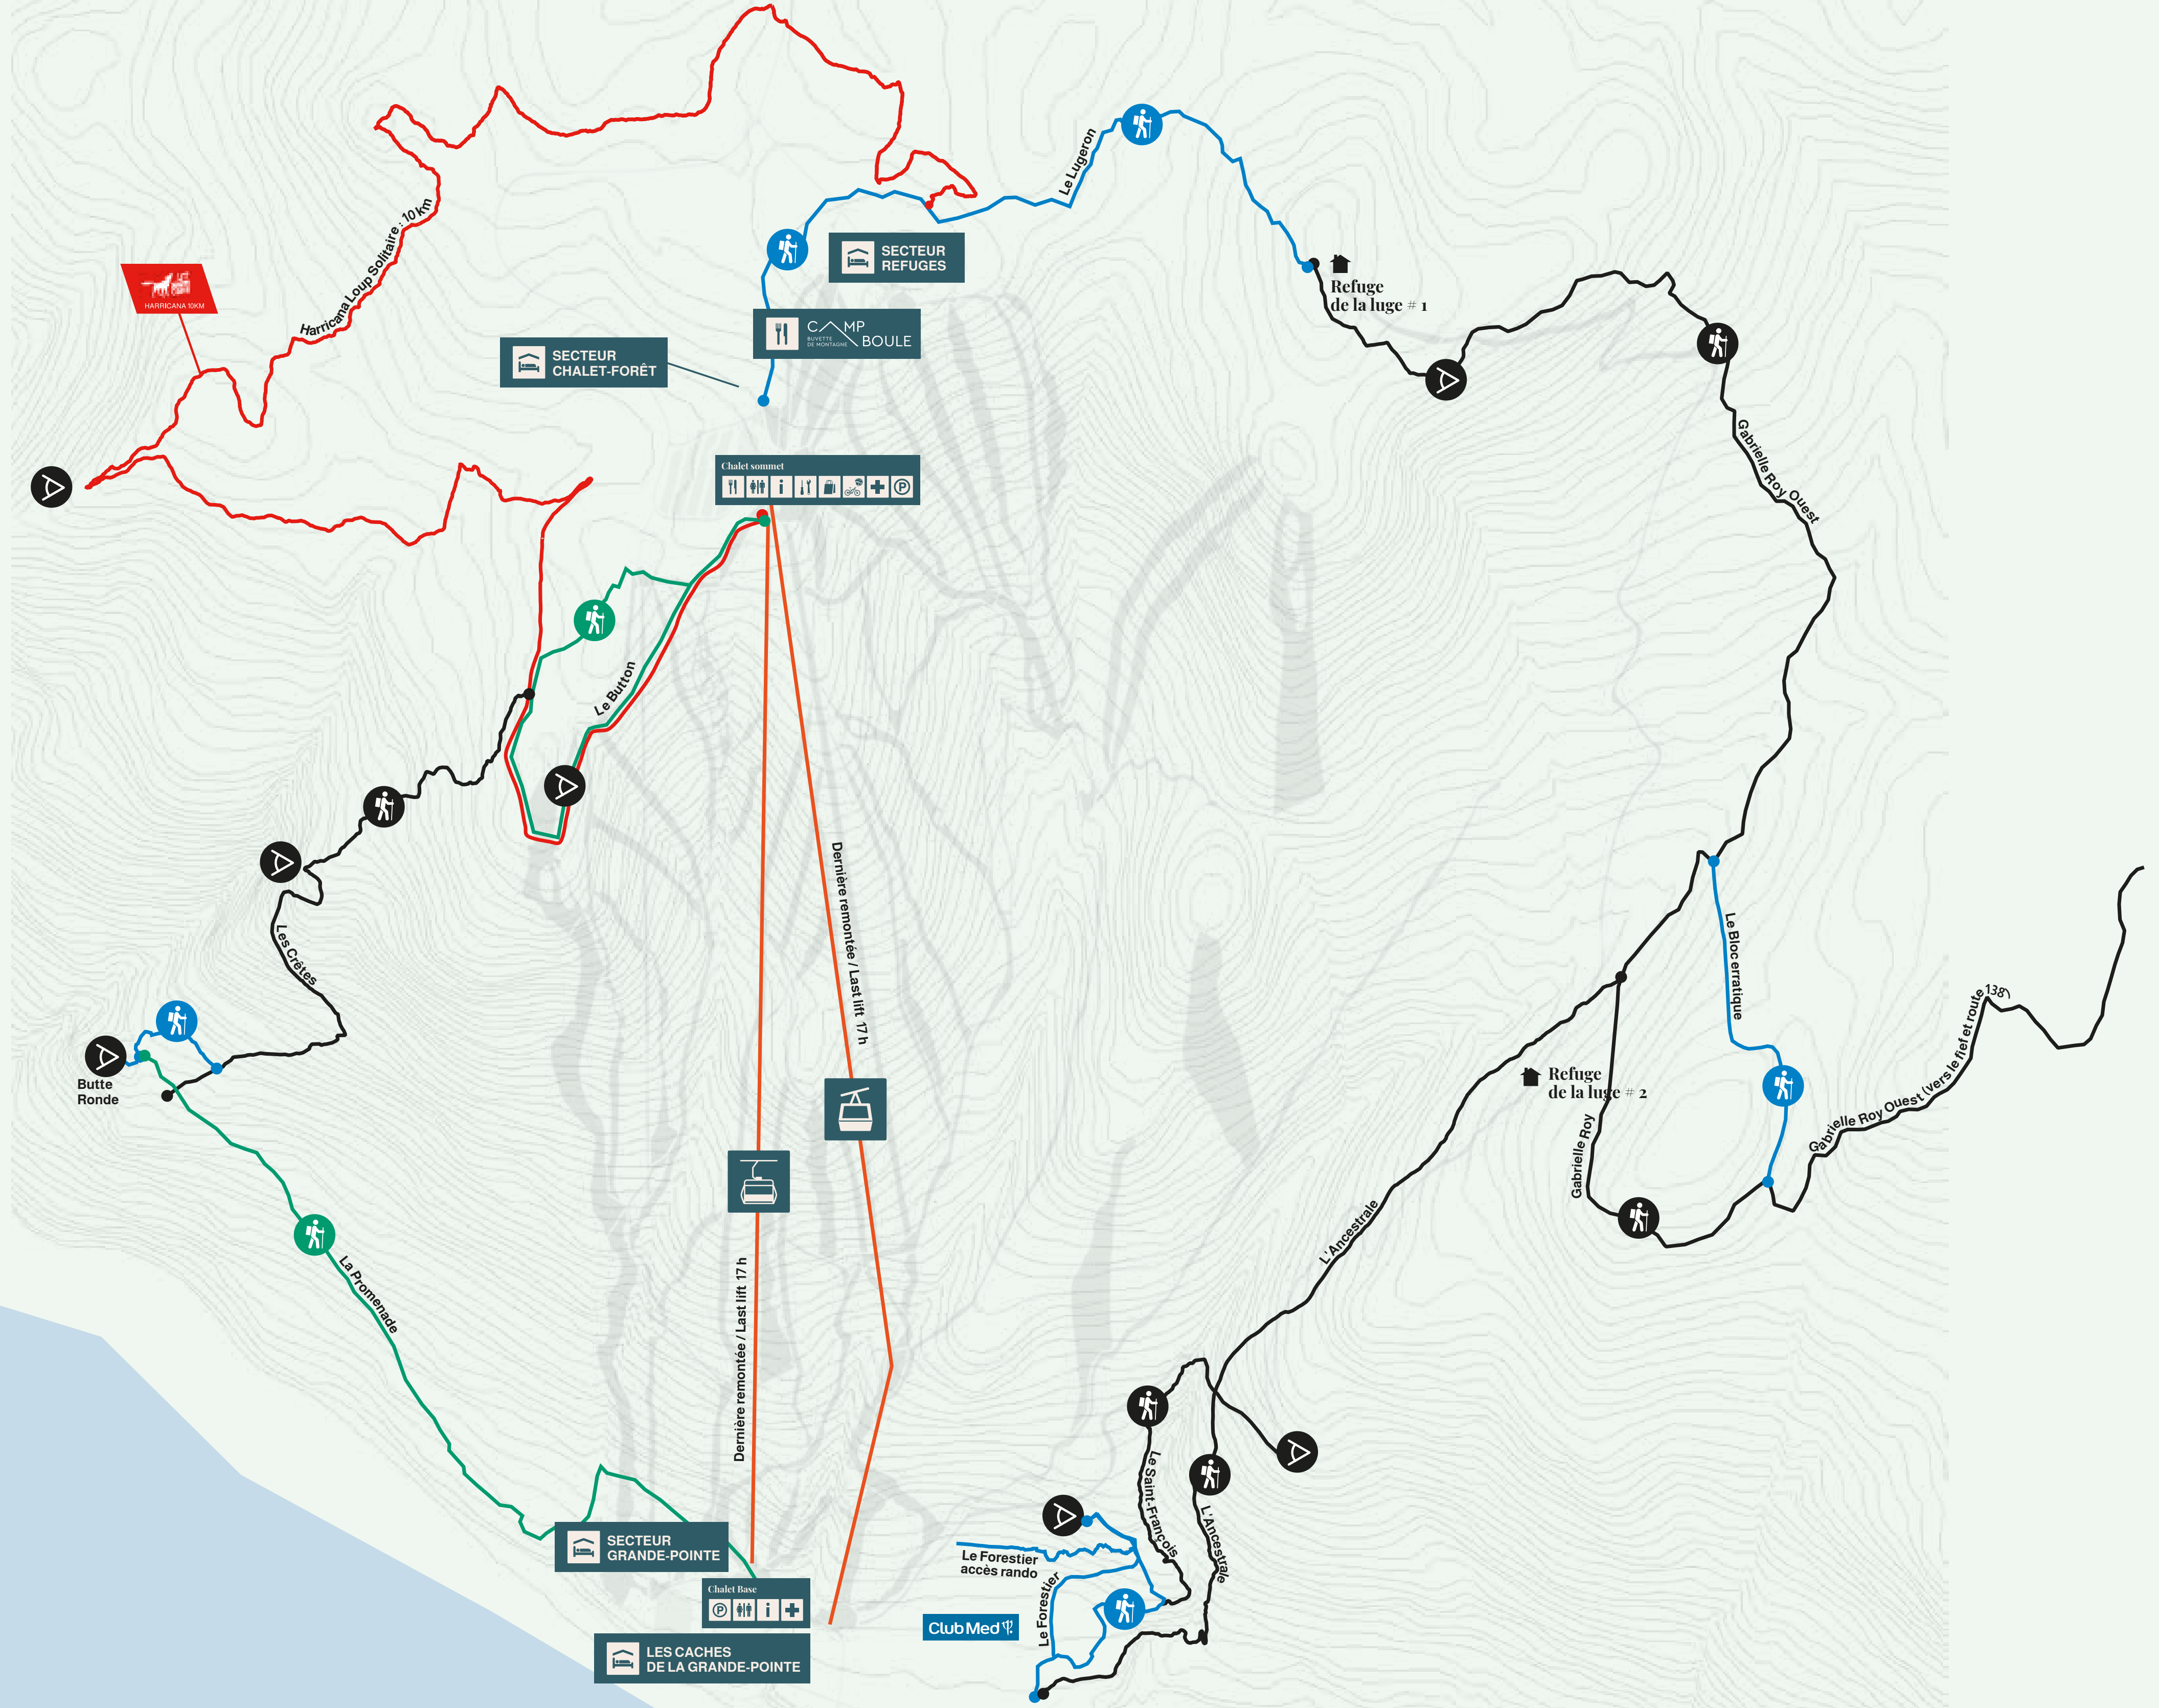 Le Lugeron
Harricana Loup Solitaire : 10 km
HARRICANA 10KM
SECTEUR
REFUGES
Refuge
de la luge # 1
CAMP
BUVETTE
DE MONTAGNE
BOULE
SECTEUR
CHALET-FORÊT
Chalet sommet
i
P
Gabrielle Roy Ouest
Le Button
Dernière remontée / Last lift 17 h
Les Crêtes
Le Bloc erratique
Butte
Ronde
Refuge
de la luge # 2
Gabrielle Roy Ouest (vers le fief et route 138)
Gabrielle Roy
L'Ancestrale
La Promenade
Dernière remontée / Last lift 17 h
Le Saint-François
L'Ancestrale
SECTEUR
GRANDE-POINTE
Le Forestier
accès rando
Le Forestier
Chalet Base
P
i
Club Med
LES CACHES
DE LA GRANDE-POINTE